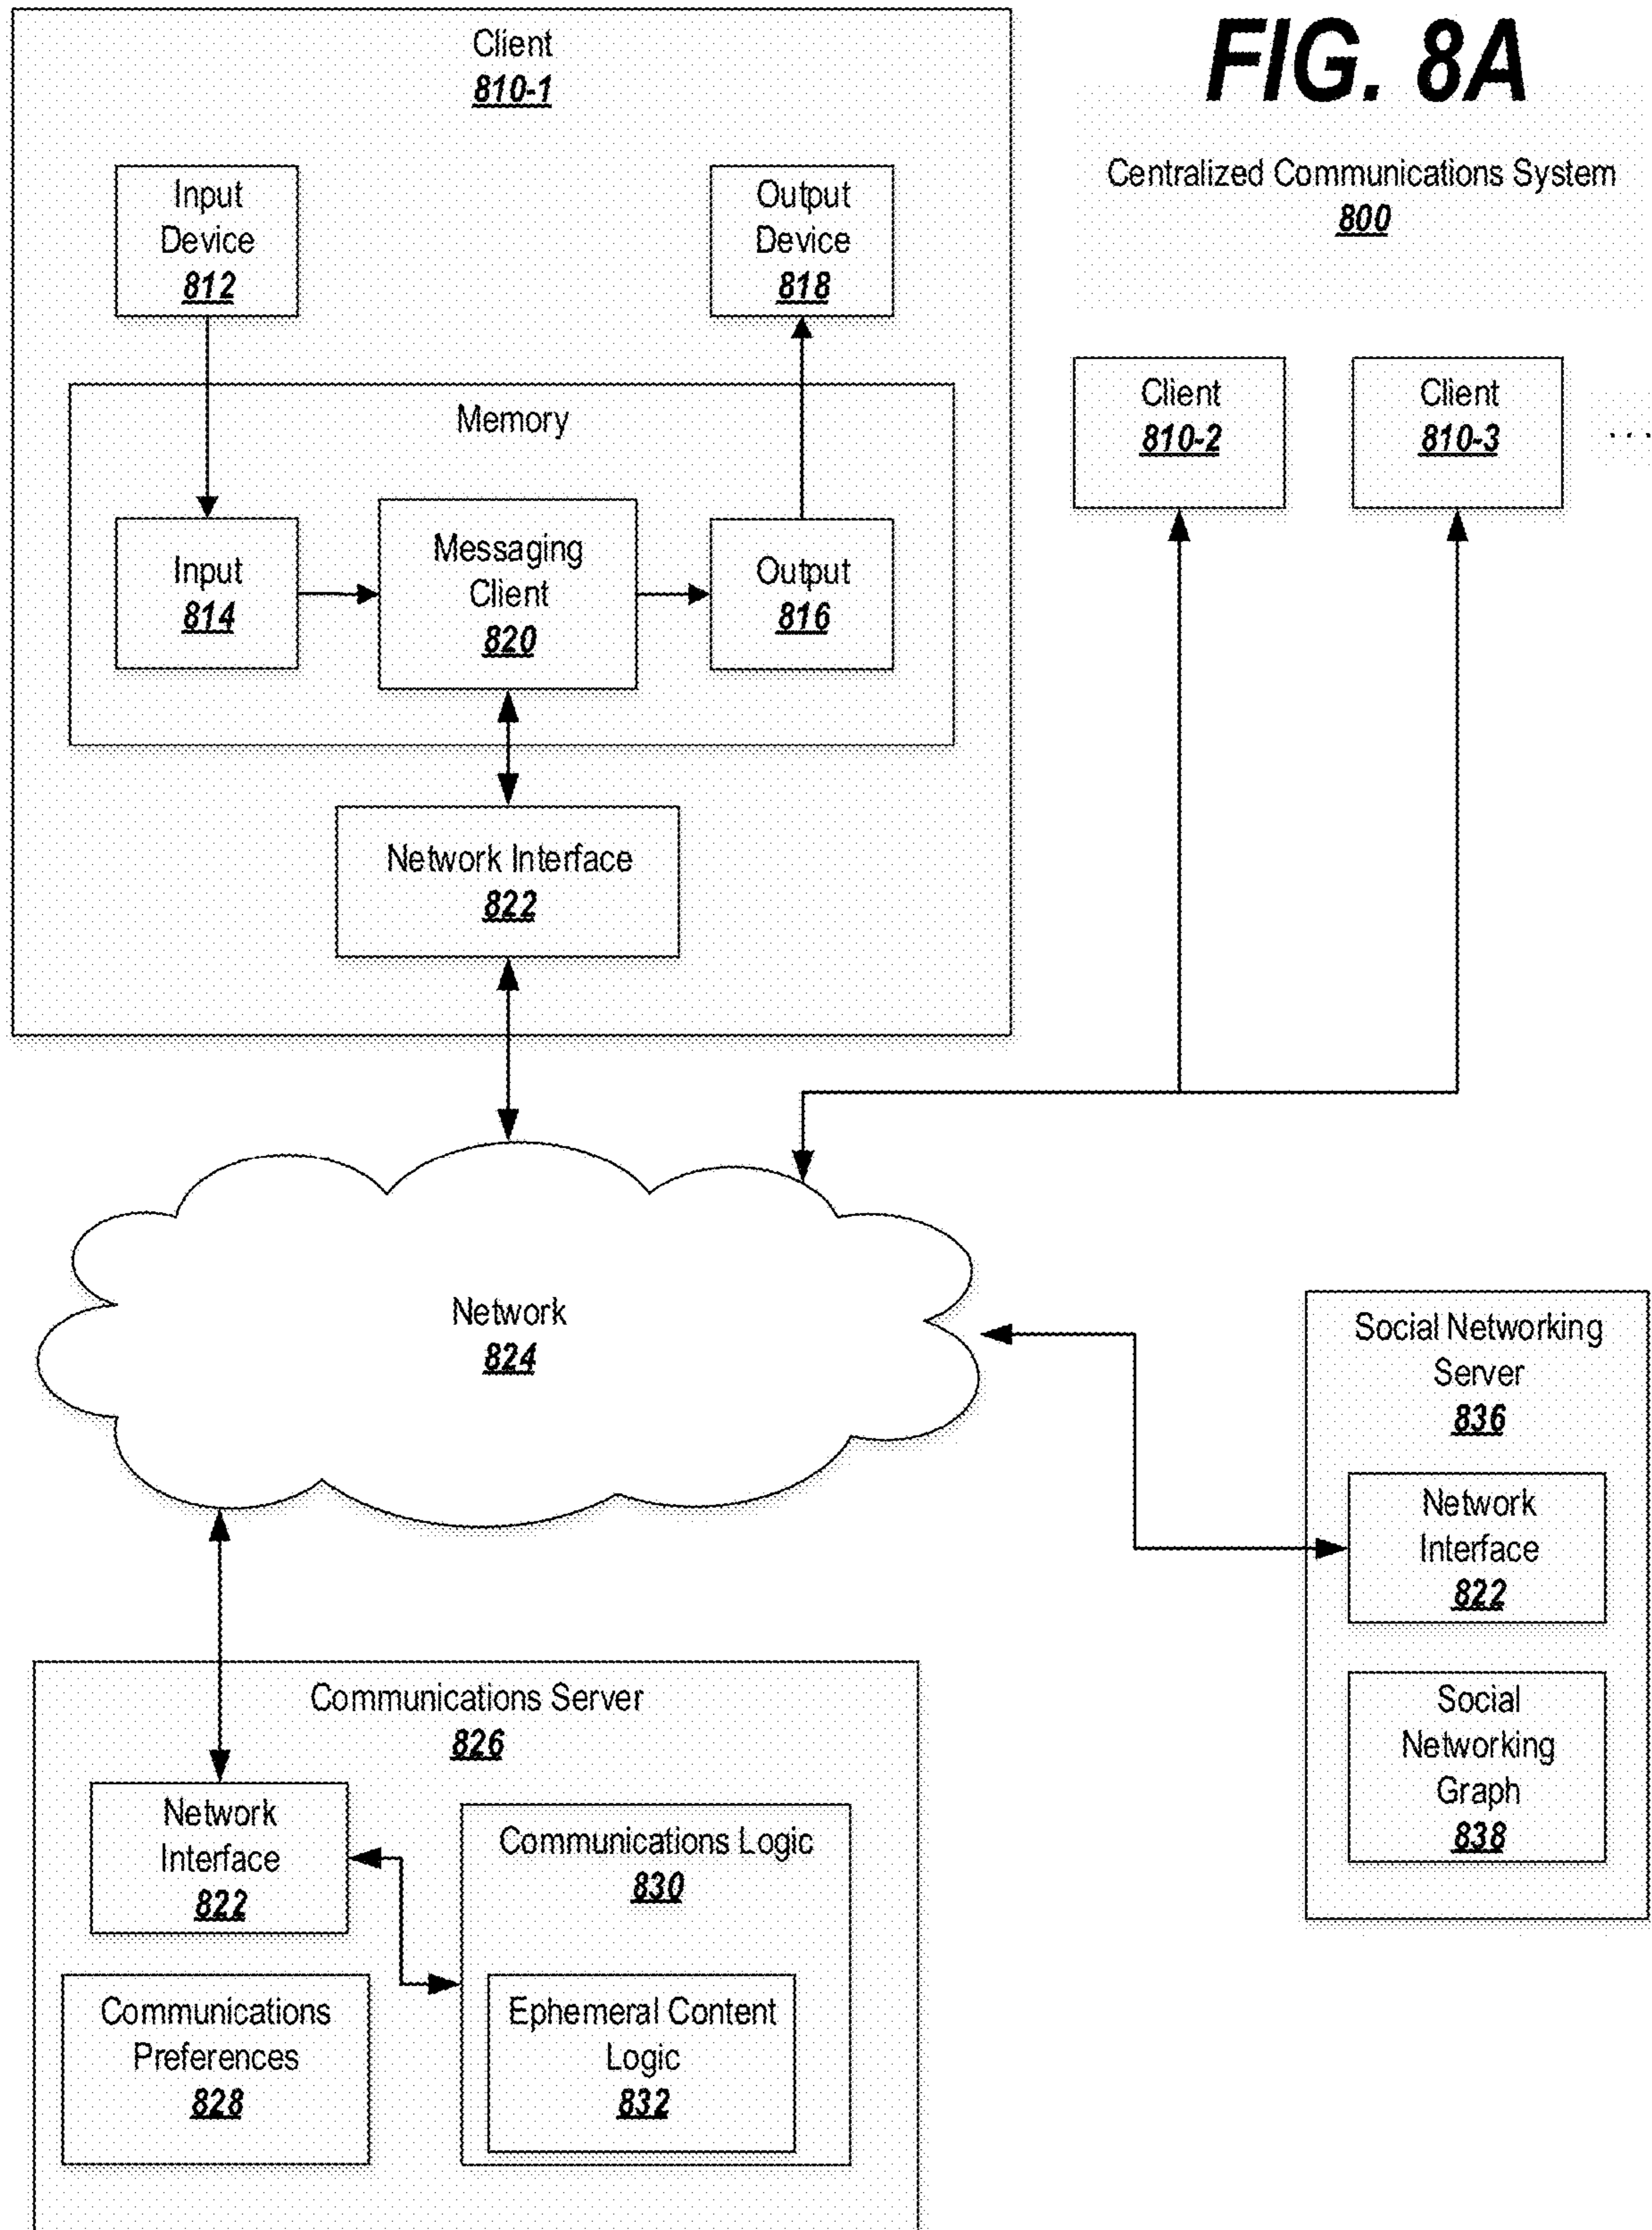 FIG. 8A
Centralized Communications System
800
Client
810-1
Input
Device
812
Output
Device
818
Memory
Input
814
Messaging
Client
820
Output
816
Network Interface
822
Client
810-2
Client
810-3
...
Network
824
Social Networking
Server
836
Network
Interface
822
Social
Networking
Graph
838
Communications Server
826
Network
Interface
822
Communications Logic
830
Communications
Preferences
828
Ephemeral Content
Logic
832